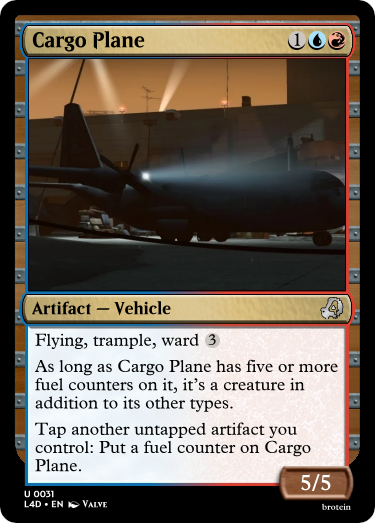 Cargo Plane 1
Artifact — Vehicle
Flying, trample, ward 3
As long as Cargo Plane has five or more
fuel counters on it, it's a creature in
addition to its other types.
Tap another untapped artifact you
control: Put a fuel counter on Cargo
Plane.
5/5
U 0031
L4D • EN Valve
brotein